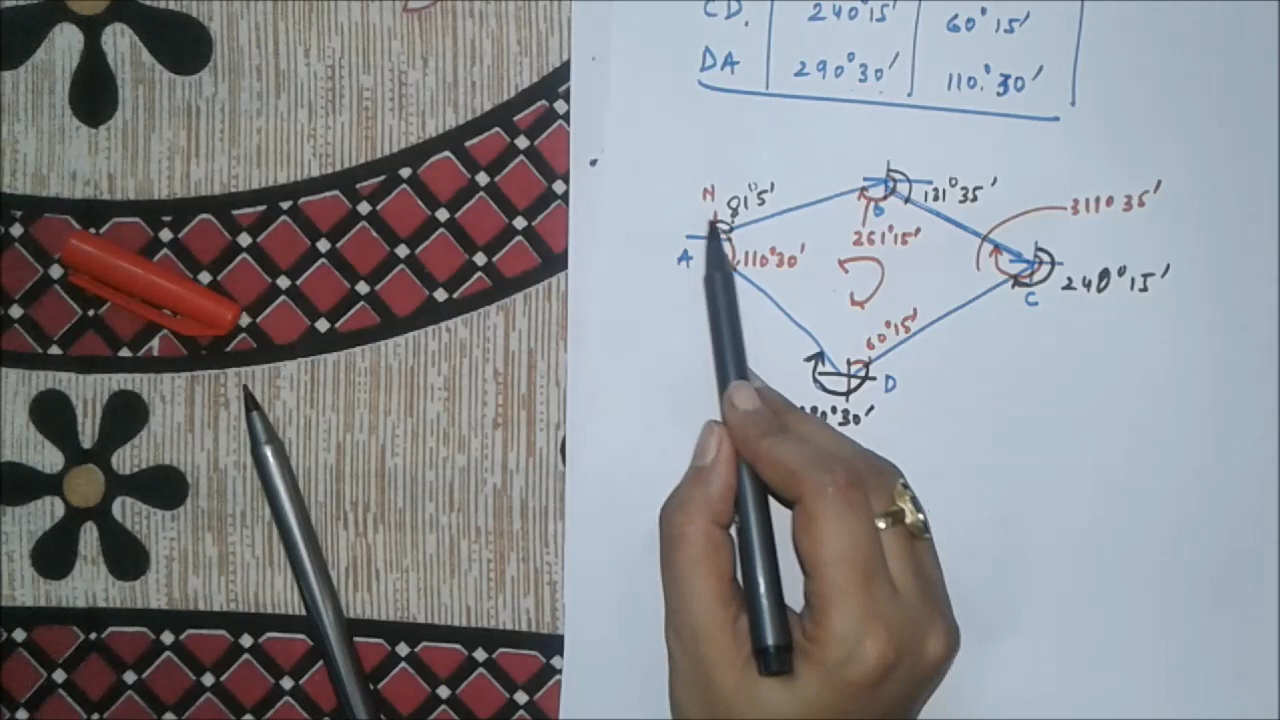 CD. 240°15' 60°15'
DA 290°30' 110°30'
N 81°5' 131°35' 311°35'
B
A 110°30' 261°15'
C 240°15'
60°15'
D
30'